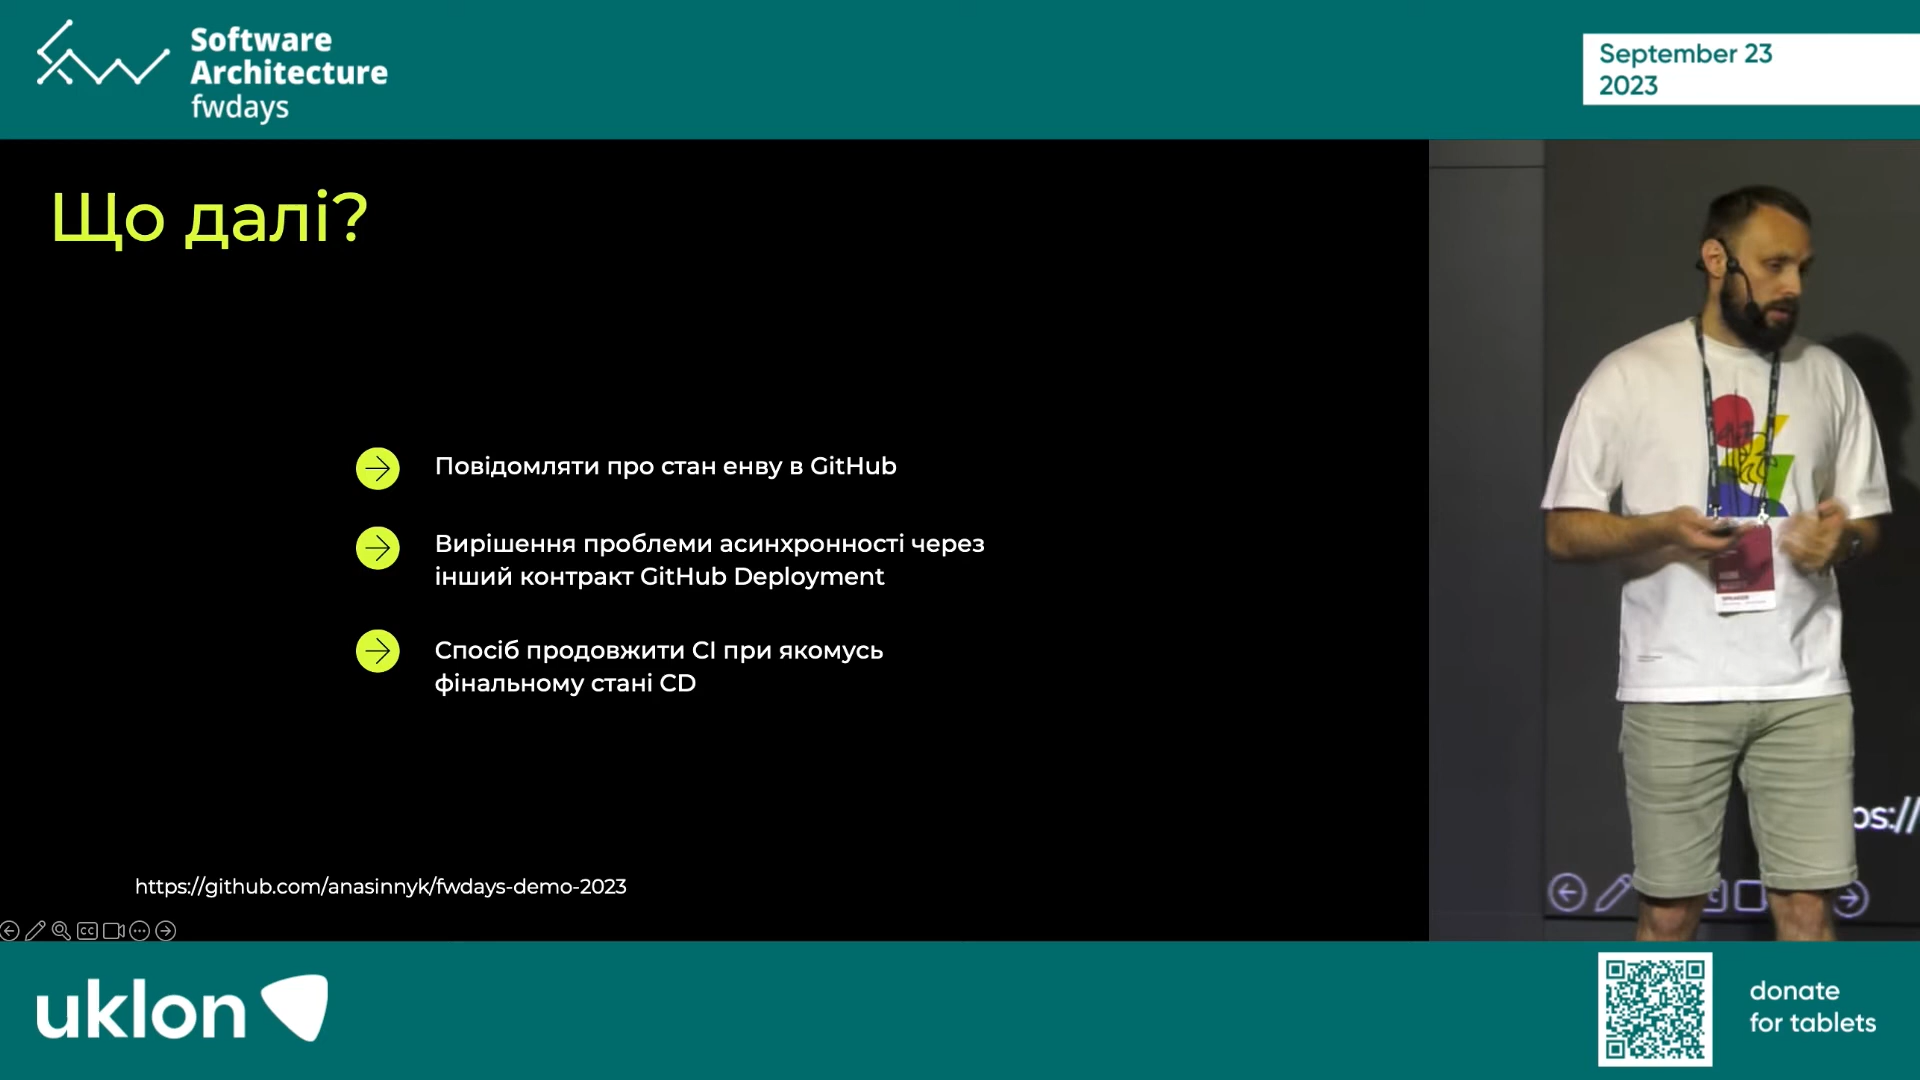 Software
Architecture
fwdays
September 23
2023
Що далі?
Повідомляти про стан енву в GitHub
Вирішення проблеми асинхронності через
інший контракт GitHub Deployment
Спосіб продовжити CI при якомусь
фінальному стані CD
https://github.com/anasinnyk/fwdays-demo-2023
ps://
uklon
donate
for tablets